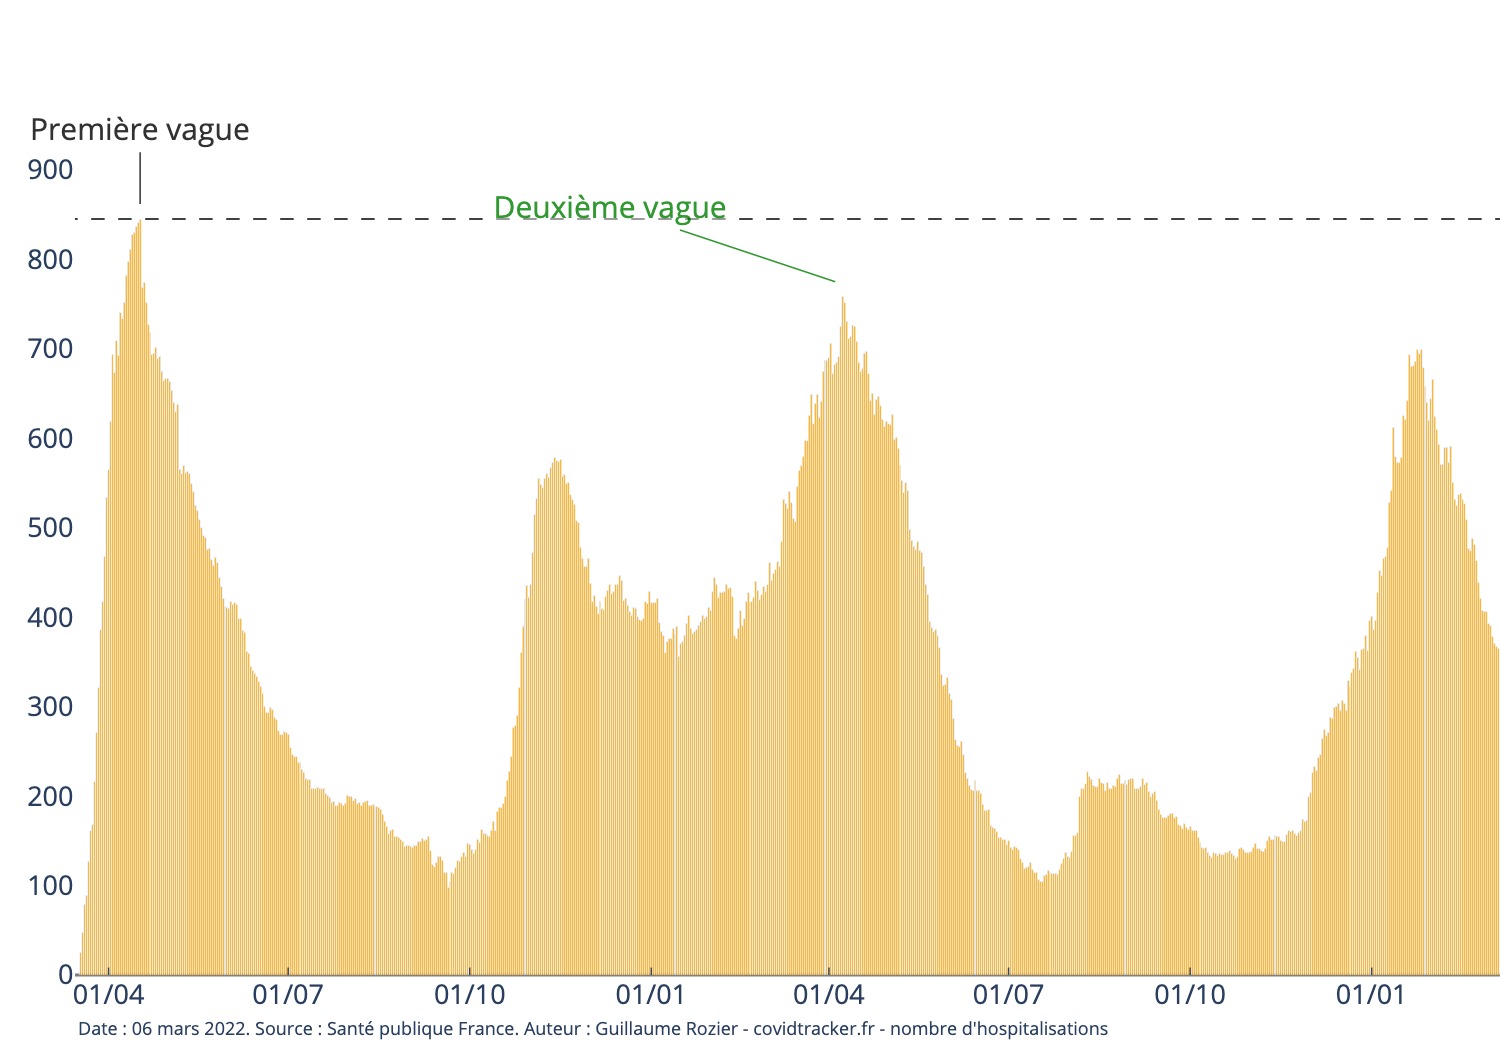 Première vague
900
Deuxième vague
800
700
600
500
400
300
200
100
0
01/04 01/07 01/10 01/01 01/04 01/07 01/10 01/01
Date : 06 mars 2022. Source : Santé publique France. Auteur : Guillaume Rozier - covidtracker.fr - nombre d'hospitalisations